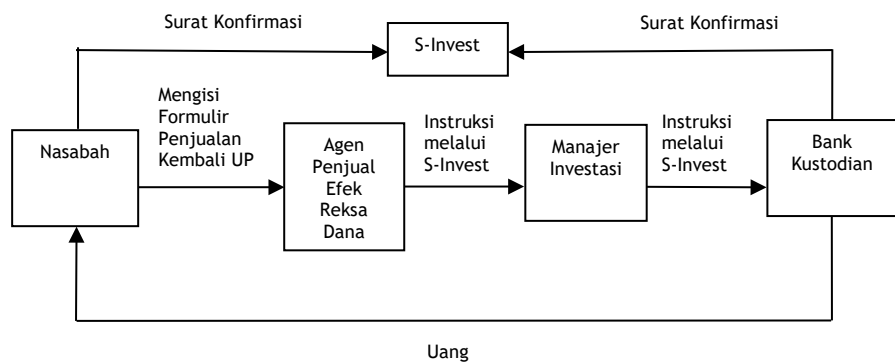 Surat Konfirmasi
S-Invest
Surat Konfirmasi
Nasabah
Mengisi
Formulir
Penjualan
Kembali UP
Agen
Penjual
Efek
Reksa
Dana
Instruksi
melalui
S-Invest
Manajer
Investasi
Instruksi
melalui
S-Invest
Bank
Kustodian
Uang